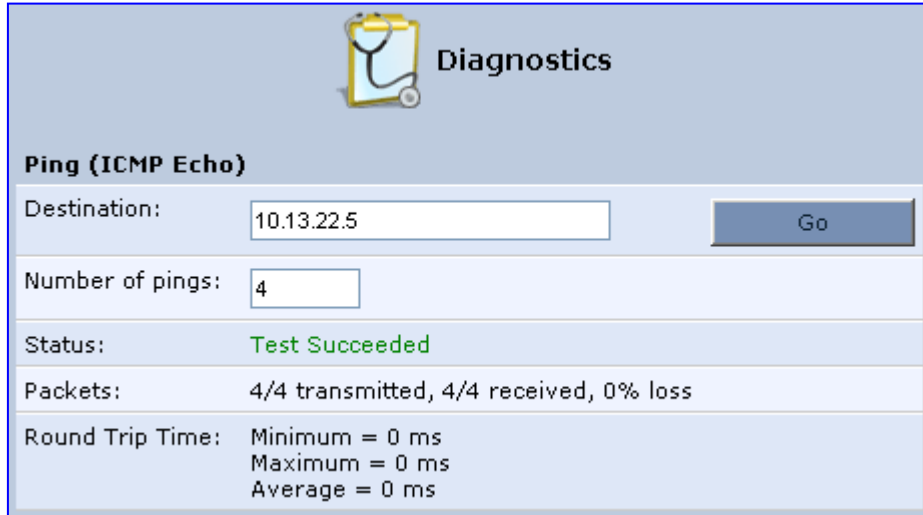 Diagnostics
Ping (ICMP Echo)
Destination: 10.13.22.5 Go
Number of pings: 4
Status: Test Succeeded
Packets: 4/4 transmitted, 4/4 received, 0% loss
Round Trip Time: Minimum = 0 ms
Maximum = 0 ms
Average = 0 ms